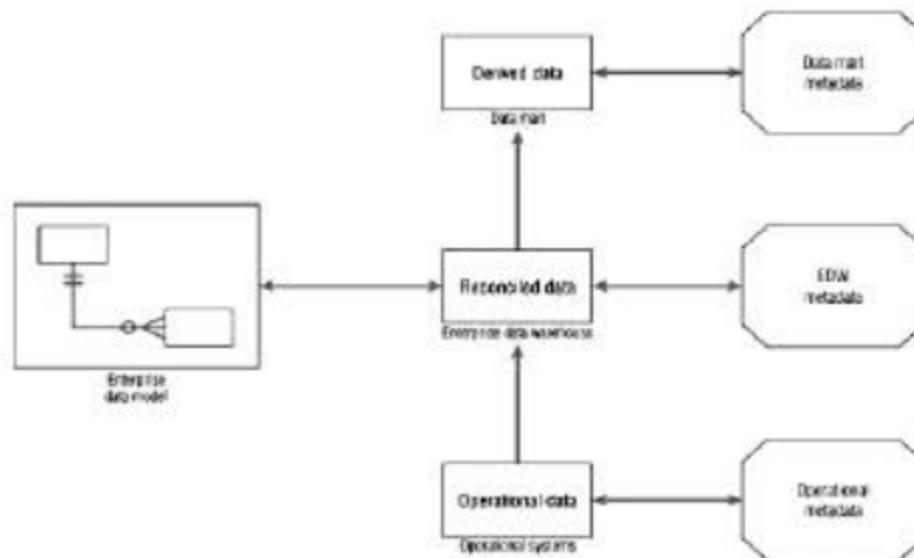 Derived data
Data mart
Data mart
metadata
Reconciled data
Enterprise data warehouse
EDW
metadata
Enterprise
data model
Operational data
Operational systems
Operational
metadata